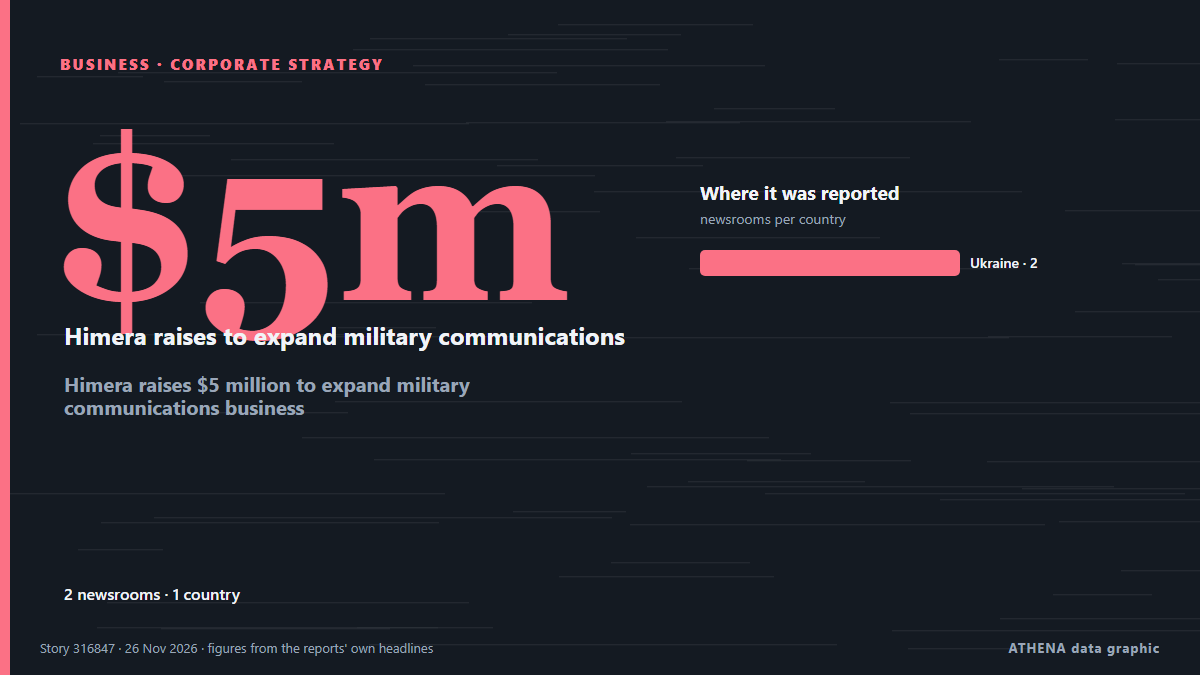 BUSINESS · CORPORATE STRATEGY
$5m
Himera raises to expand military communications
Himera raises $5 million to expand military
communications business
Where it was reported
newsrooms per country
Ukraine · 2
2 newsrooms · 1 country
Story 316847 · 26 Nov 2026 · figures from the reports' own headlines
ATHENA data graphic